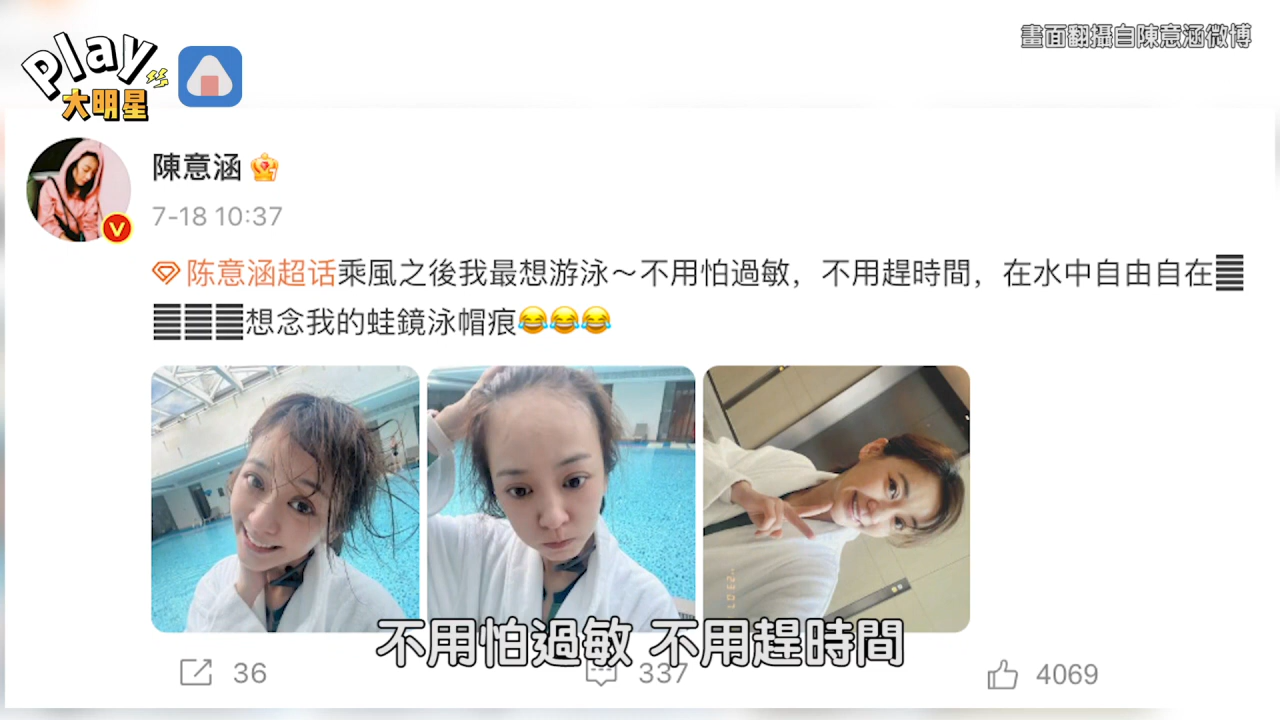 Play
大明星
畫面翻攝自陳意涵微博
陳意涵
7-18 10:37
陈意涵超话乘風之後我最想游泳～不用怕過敏，不用趕時間，在水中自由自在
想念我的蛙鏡泳帽痕😂😂😂
不用怕過敏 不用趕時間
36
337
4069